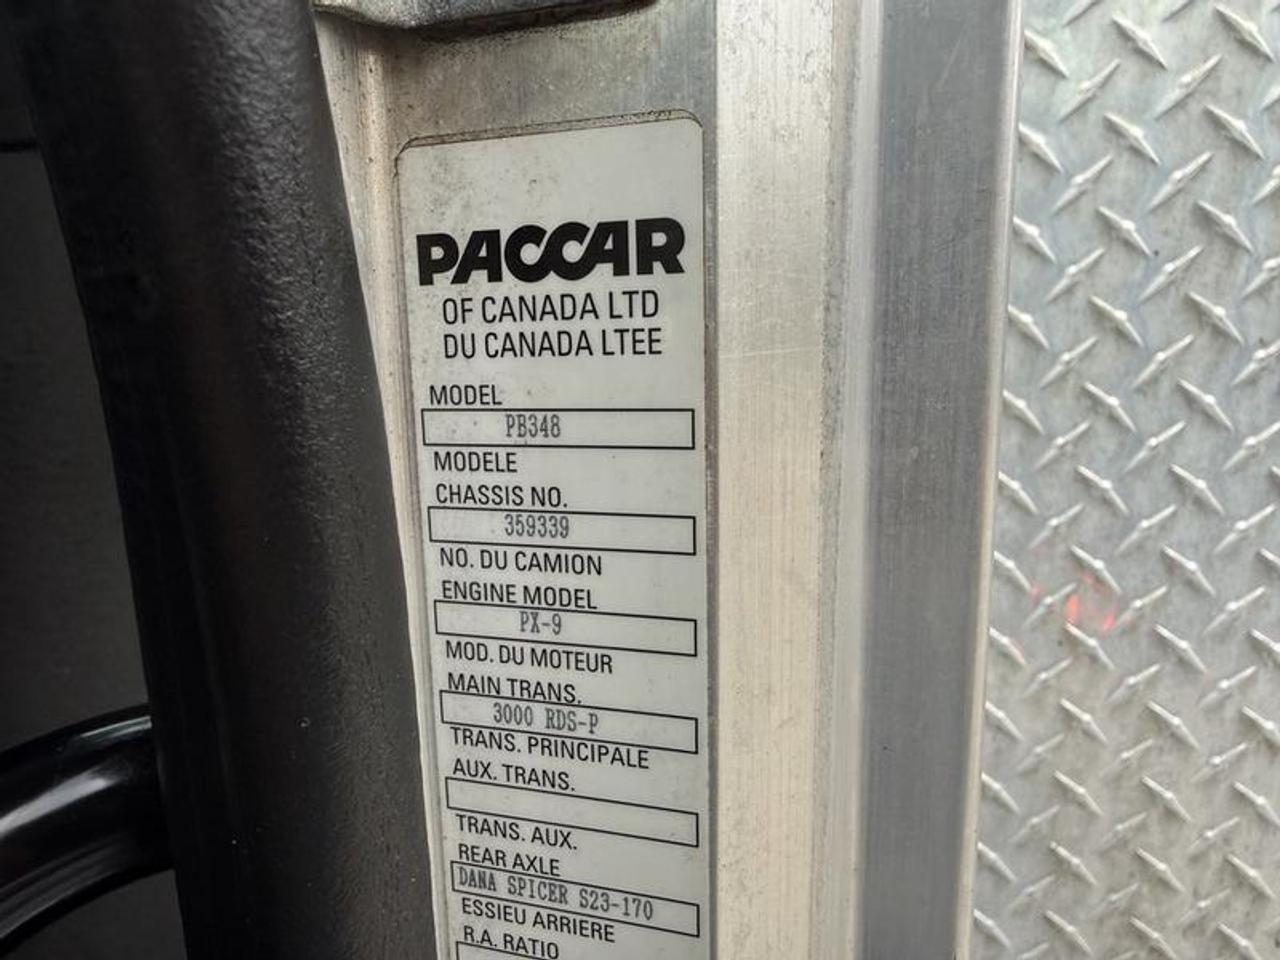 PACCAR
OF CANADA LTD
DU CANADA LTEE
MODEL
PB348
MODELE
CHASSIS NO.
359339
NO. DU CAMION
ENGINE MODEL
PX-9
MOD. DU MOTEUR
MAIN TRANS.
3000 RDS-P
TRANS. PRINCIPALE
AUX. TRANS.
TRANS. AUX.
REAR AXLE
DANA SPICER S23-170
ESSIEU ARRIERE
R.A. RATIO